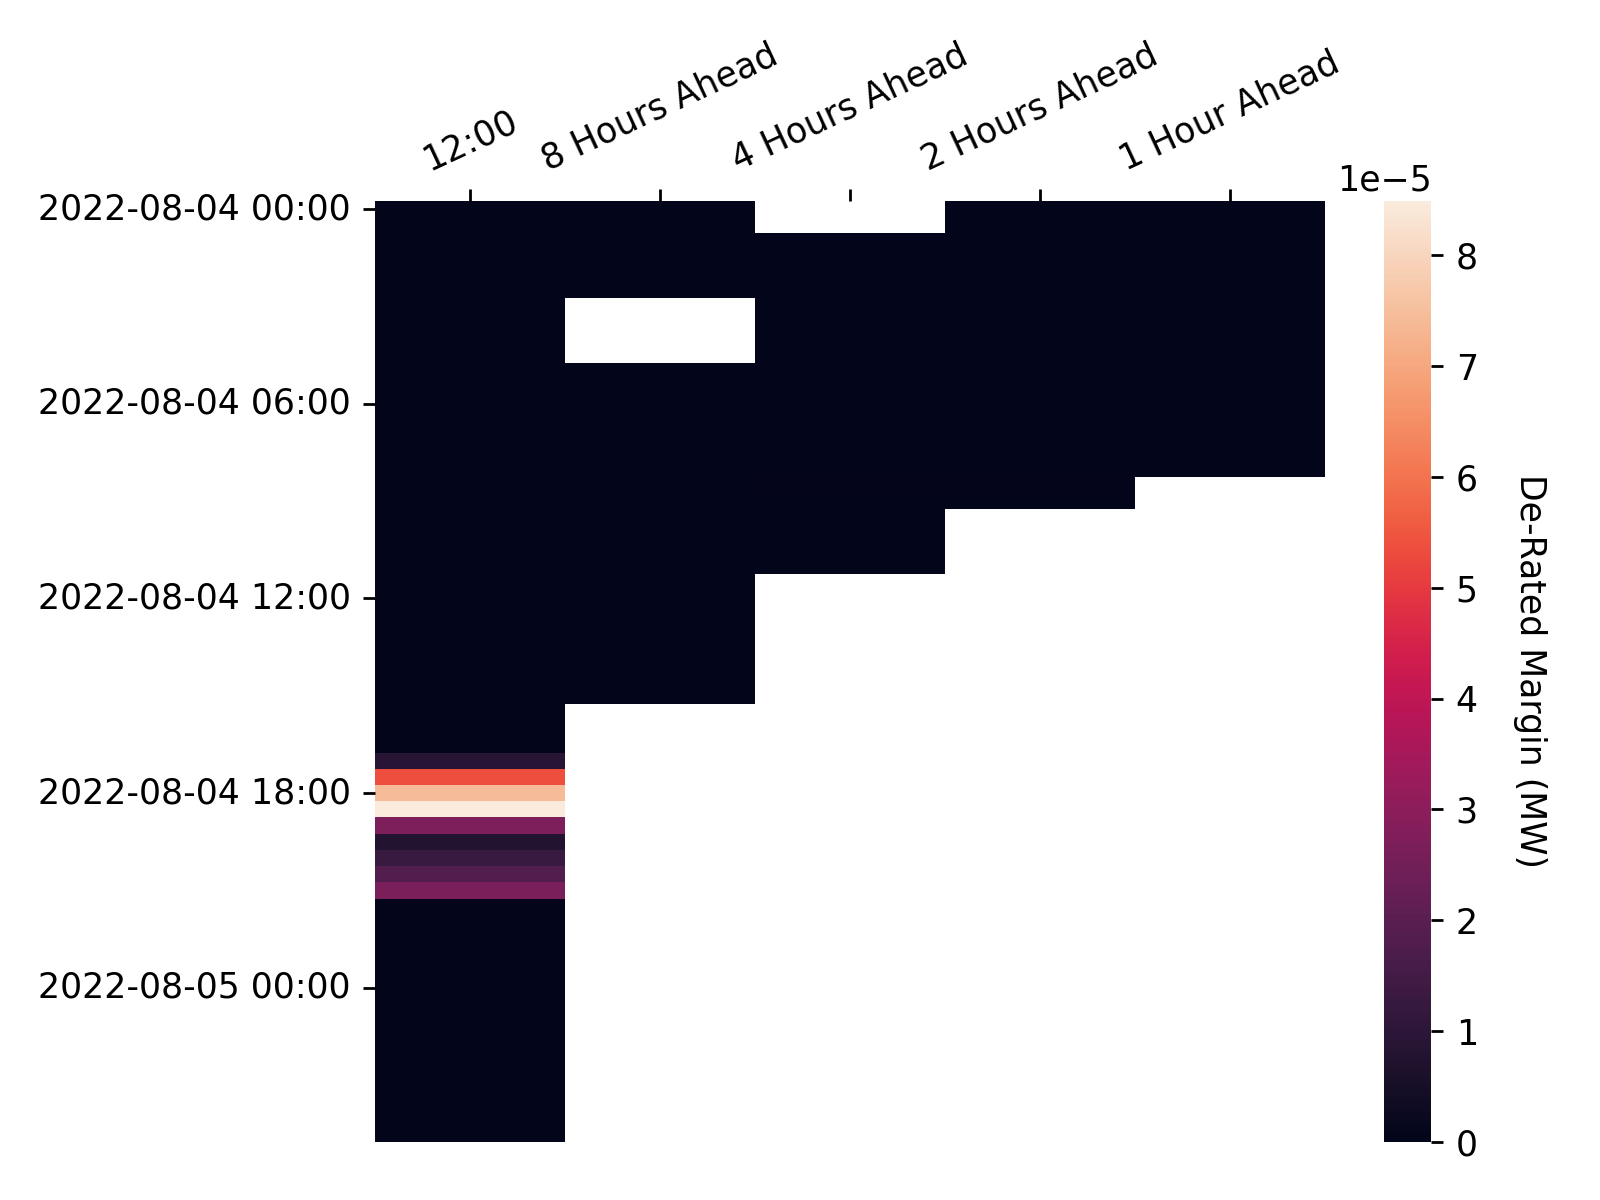 12:00
8 Hours Ahead
4 Hours Ahead
2 Hours Ahead
1 Hour Ahead
1e−5
2022-08-04 00:00
2022-08-04 06:00
2022-08-04 12:00
2022-08-04 18:00
2022-08-05 00:00
8
7
6
5
4
3
2
1
0
De-Rated Margin (MW)